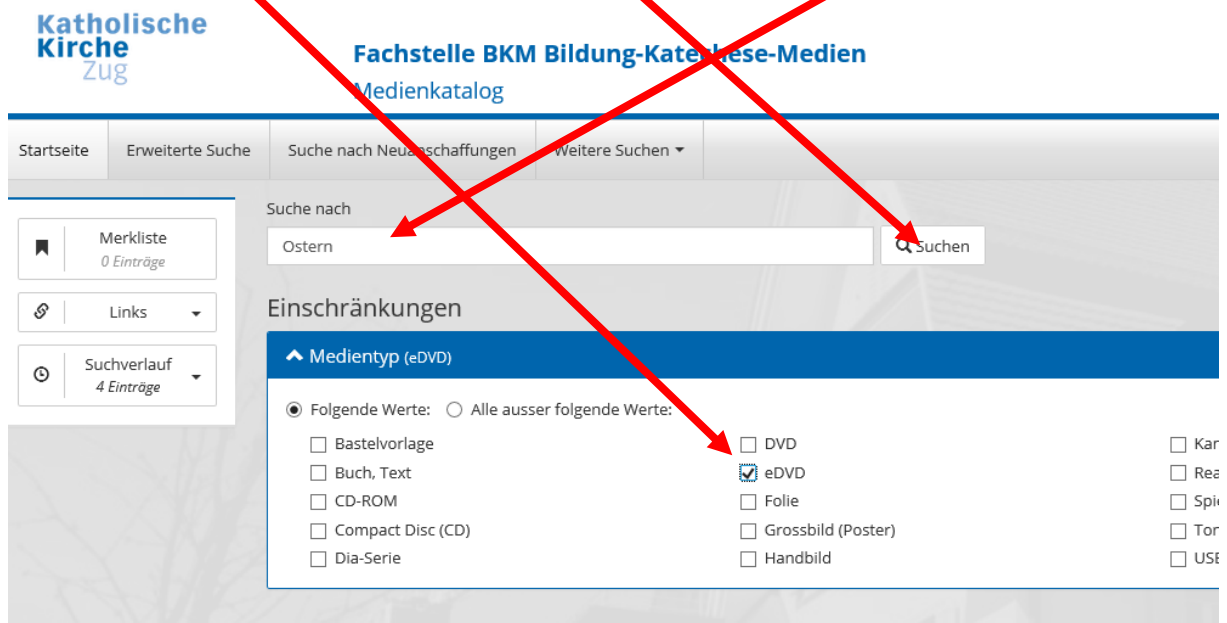 Katholische
Kirche
Zug
Fachstelle BKM Bildung-Katechese-Medien
Medienkatalog
Startseite
Erweiterte Suche
Suche nach Neuanschaffungen
Weitere Suchen
Merkliste
0 Einträge
Links
Suchverlauf
4 Einträge
Suche nach
Ostern
Suchen
Einschränkungen
Medientyp (eDVD)
Folgende Werte:
Alle ausser folgende Werte:
Bastelvorlage
Buch, Text
CD-ROM
Compact Disc (CD)
Dia-Serie
DVD
eDVD
Folie
Grossbild (Poster)
Handbild